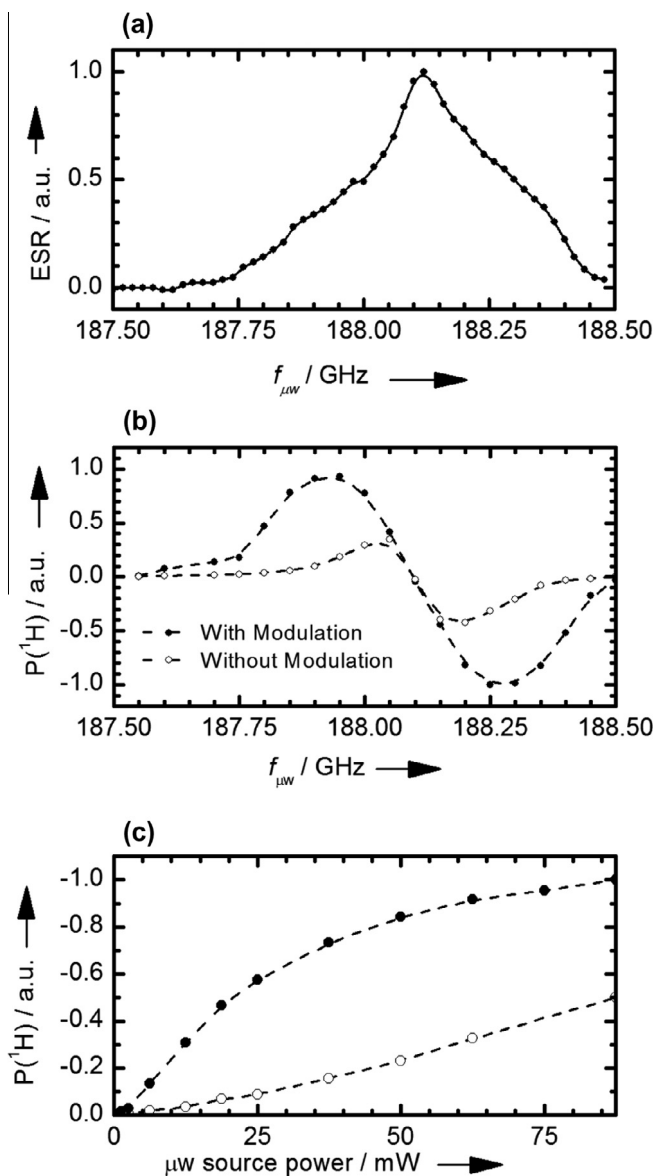 (a)
1.0
0.5
0.0
ESR / a.u.
187.50 187.75 188.00 188.25 188.50
fμw / GHz
(b)
1.0
0.5
0.0
-0.5
-1.0
P(¹H) / a.u.
With Modulation
Without Modulation
187.50 187.75 188.00 188.25 188.50
fμw / GHz
(c)
-1.0
-0.8
-0.6
-0.4
-0.2
0.0
P(¹H) / a.u.
0 25 50 75
μw source power / mW